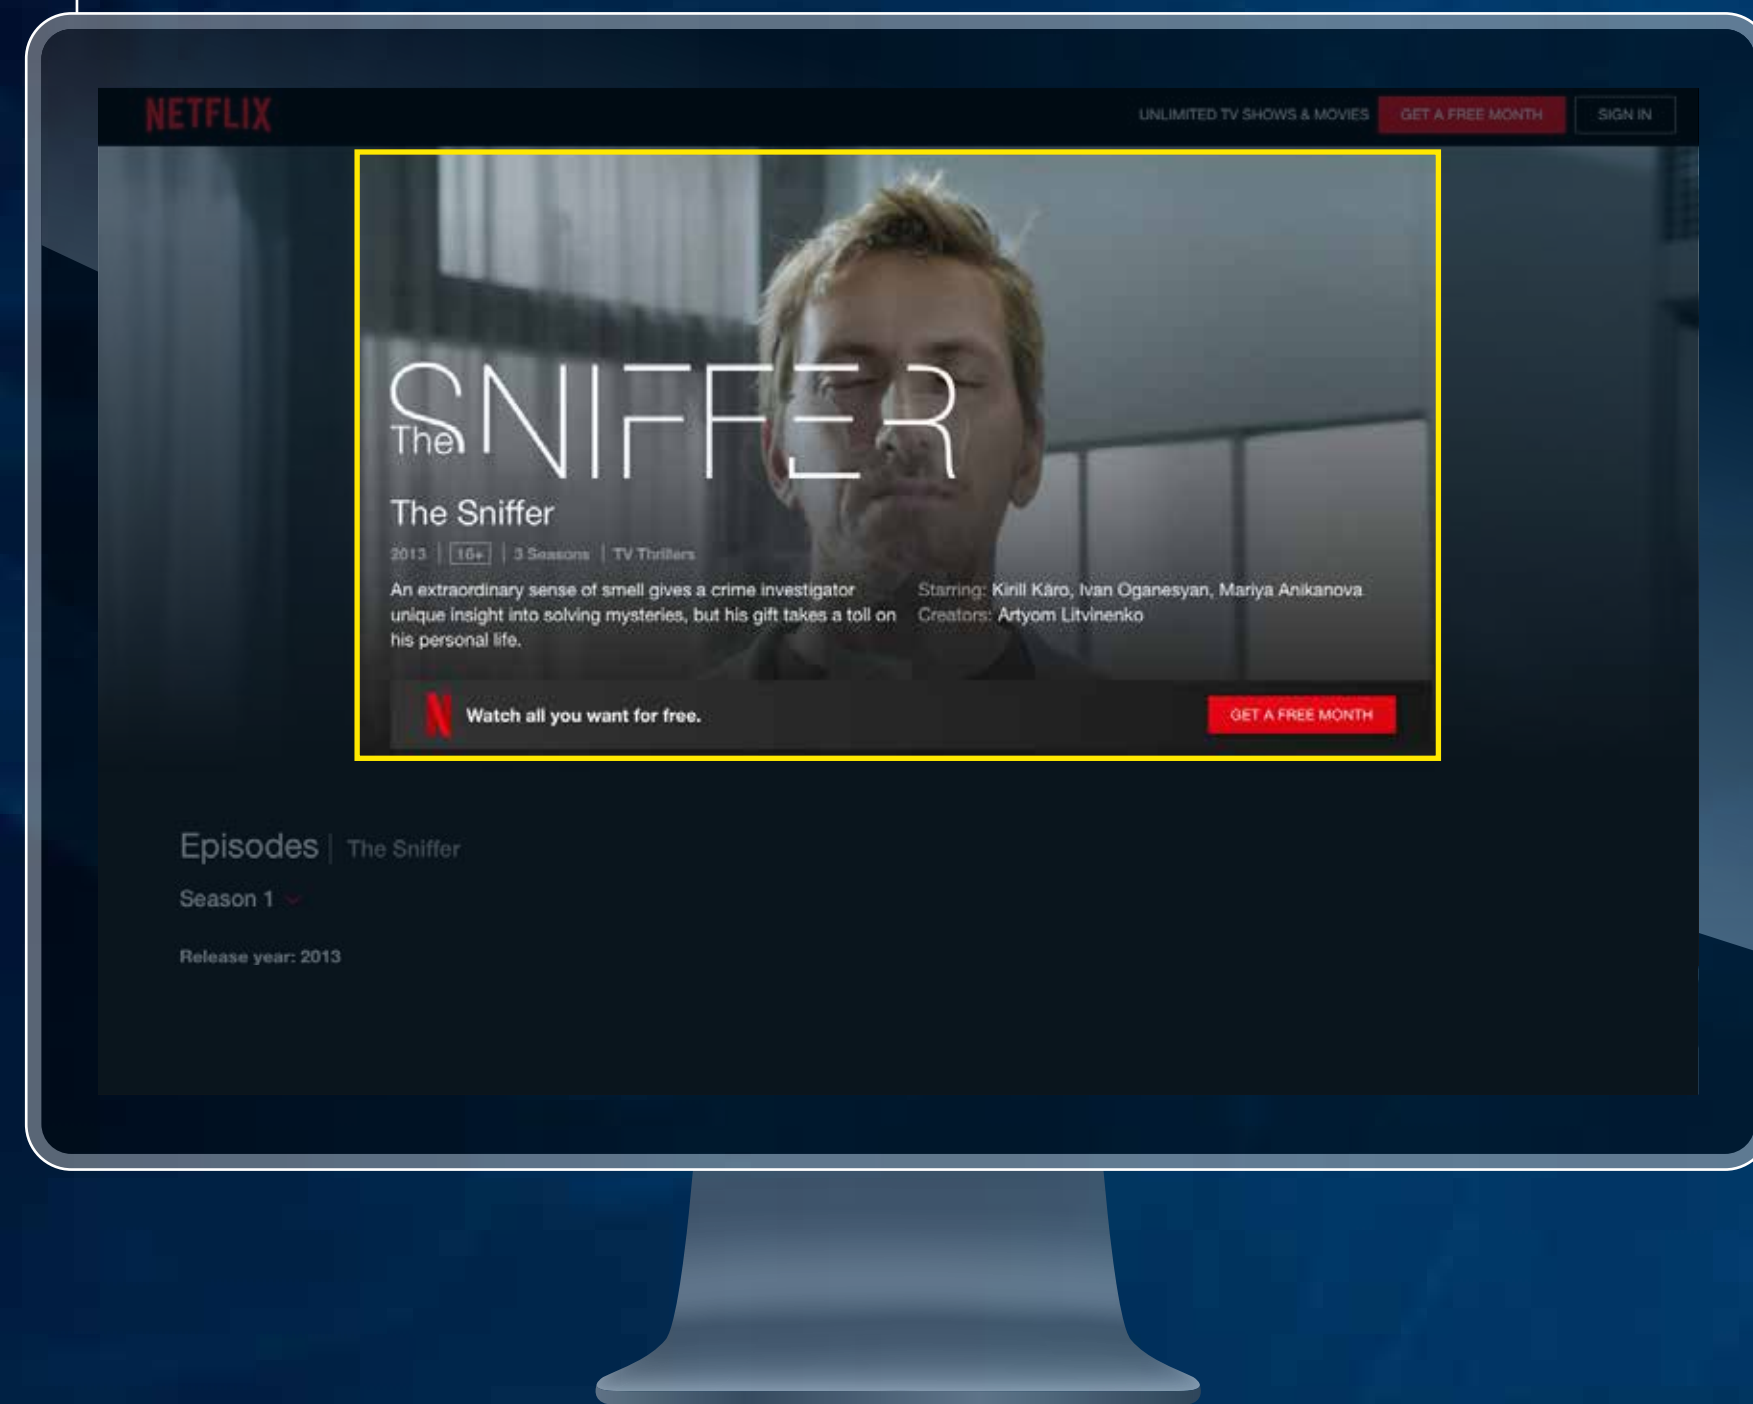 NETFLIX
UNLIMITED TV SHOWS & MOVIES
GET A FREE MONTH
SIGN IN
The SNIFFER
The Sniffer
2013 | 16+ | 3 Seasons | TV Thrillers
An extraordinary sense of smell gives a crime investigator
unique insight into solving mysteries, but his gift takes a toll on
his personal life.
Starring: Kirill Käro, Ivan Oganesyan, Mariya Anikanova
Creators: Artyom Litvinenko
N
Watch all you want for free.
GET A FREE MONTH
Episodes | The Sniffer
Season 1
Release year: 2013